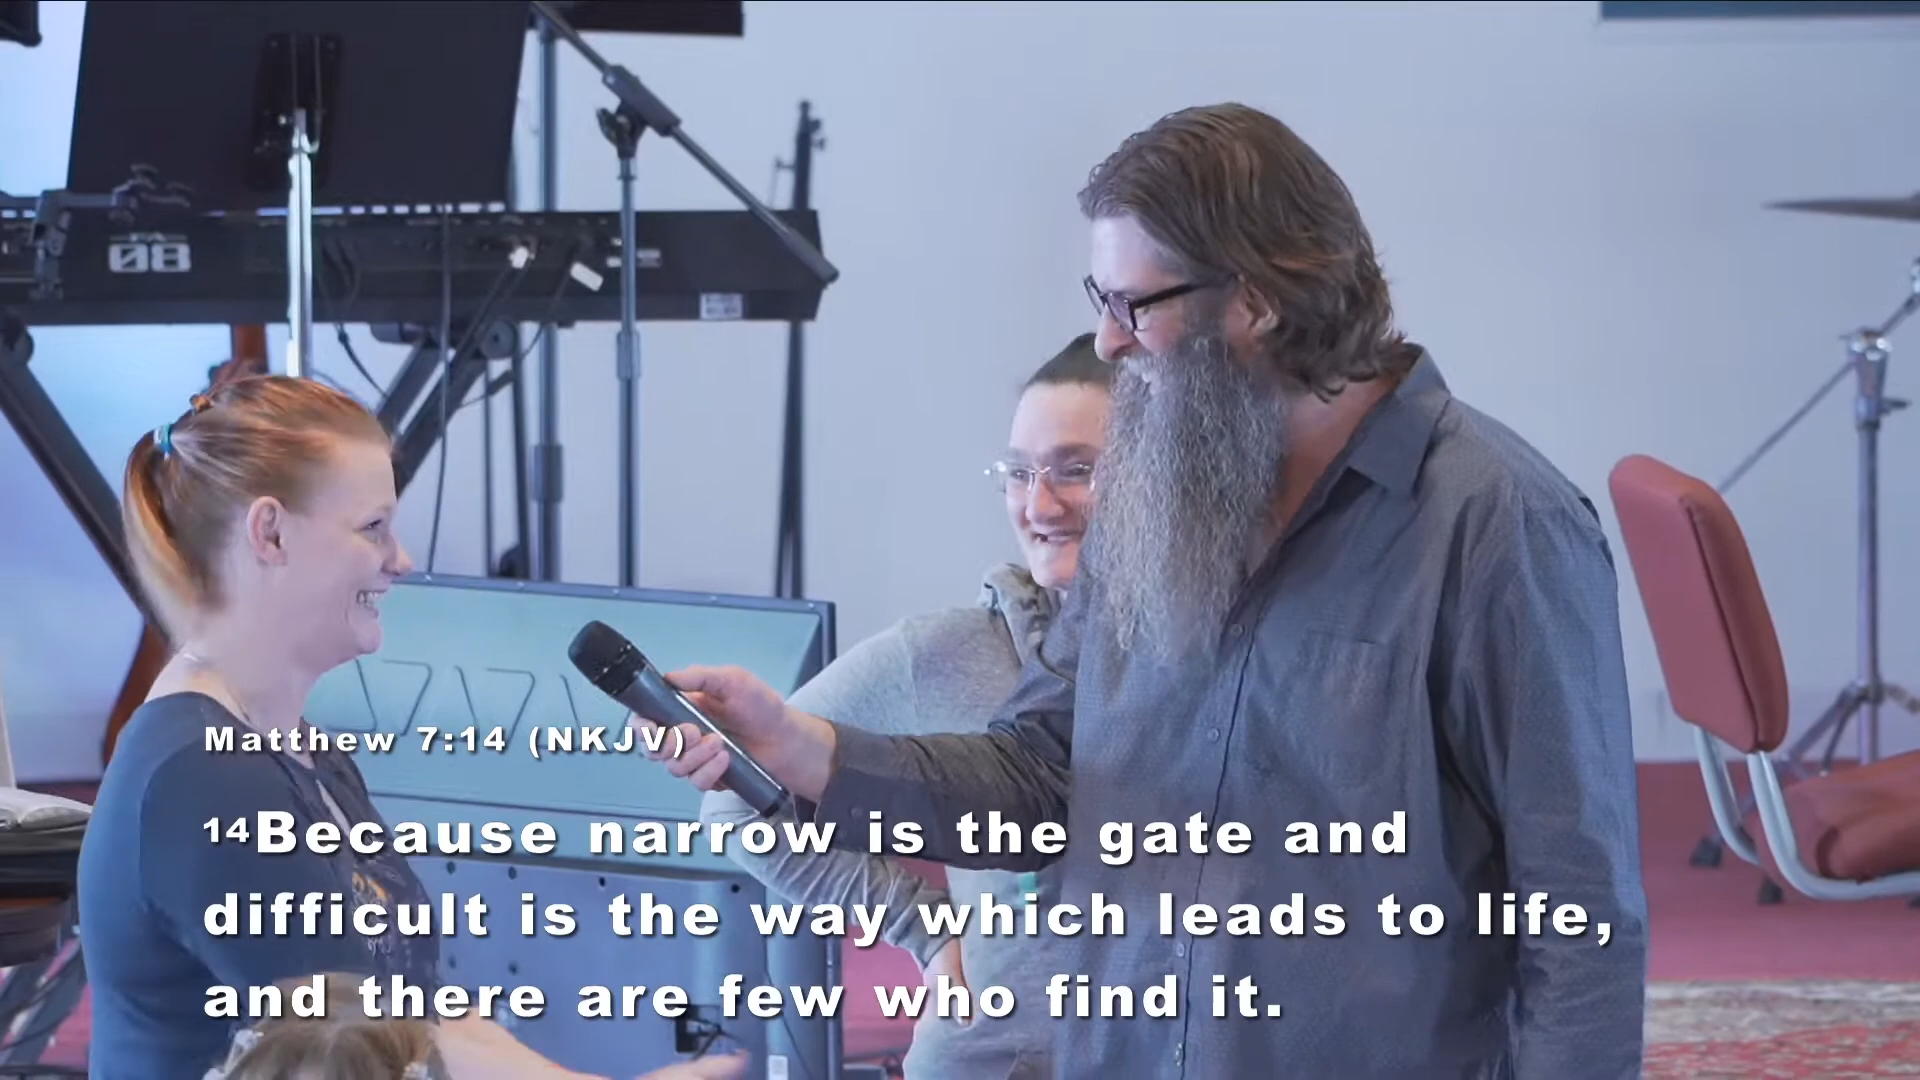 08
Matthew 7:14 (NKJV)
14Because narrow is the gate and
difficult is the way which leads to life,
and there are few who find it.